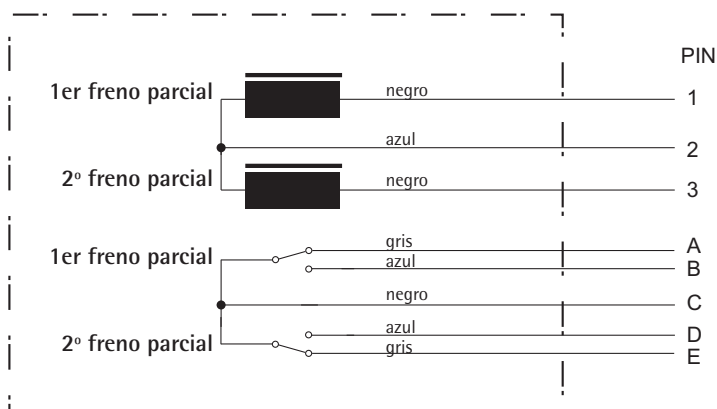 PIN
1er freno parcial negro 1
azul 2
2º freno parcial negro 3
gris A
1er freno parcial azul B
negro C
azul D
2º freno parcial gris E